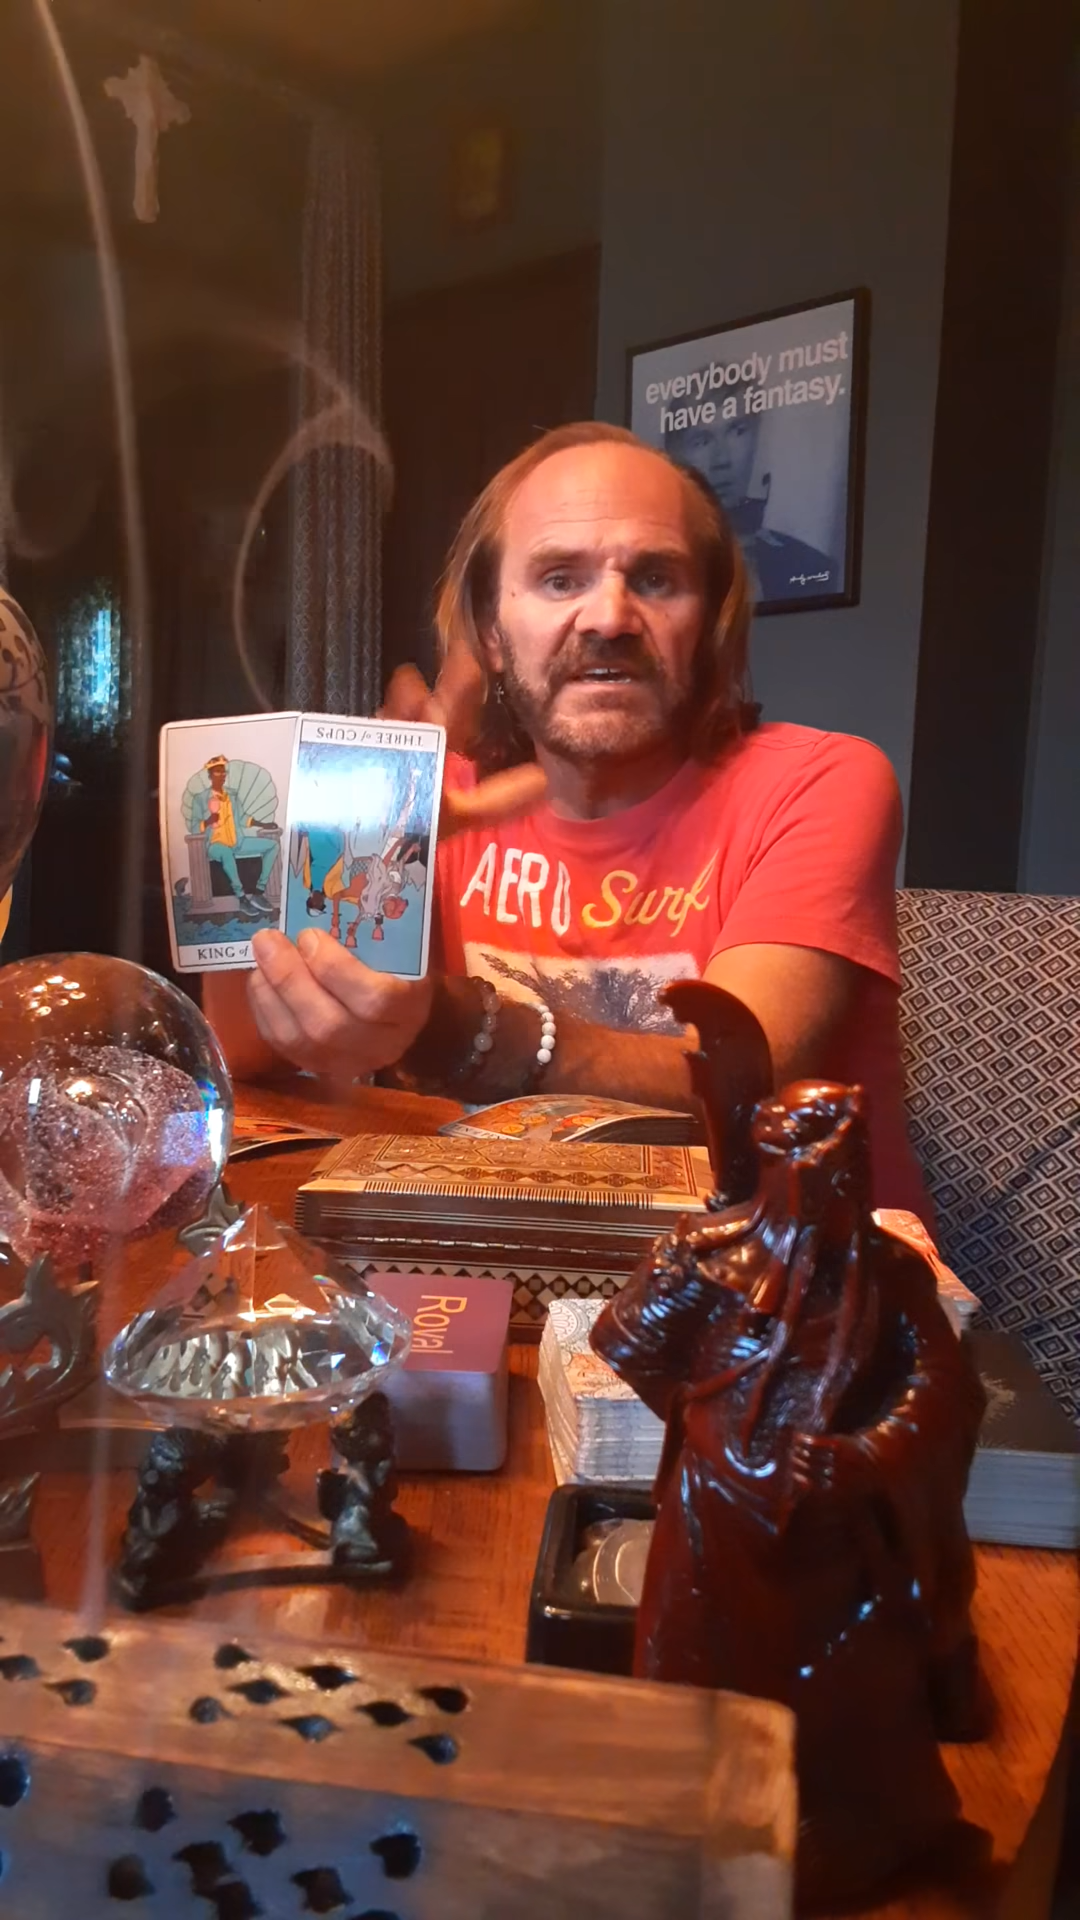 everybody must
have a fantasy.
THREE of CUPS
KING of
AERO Surf
Royal